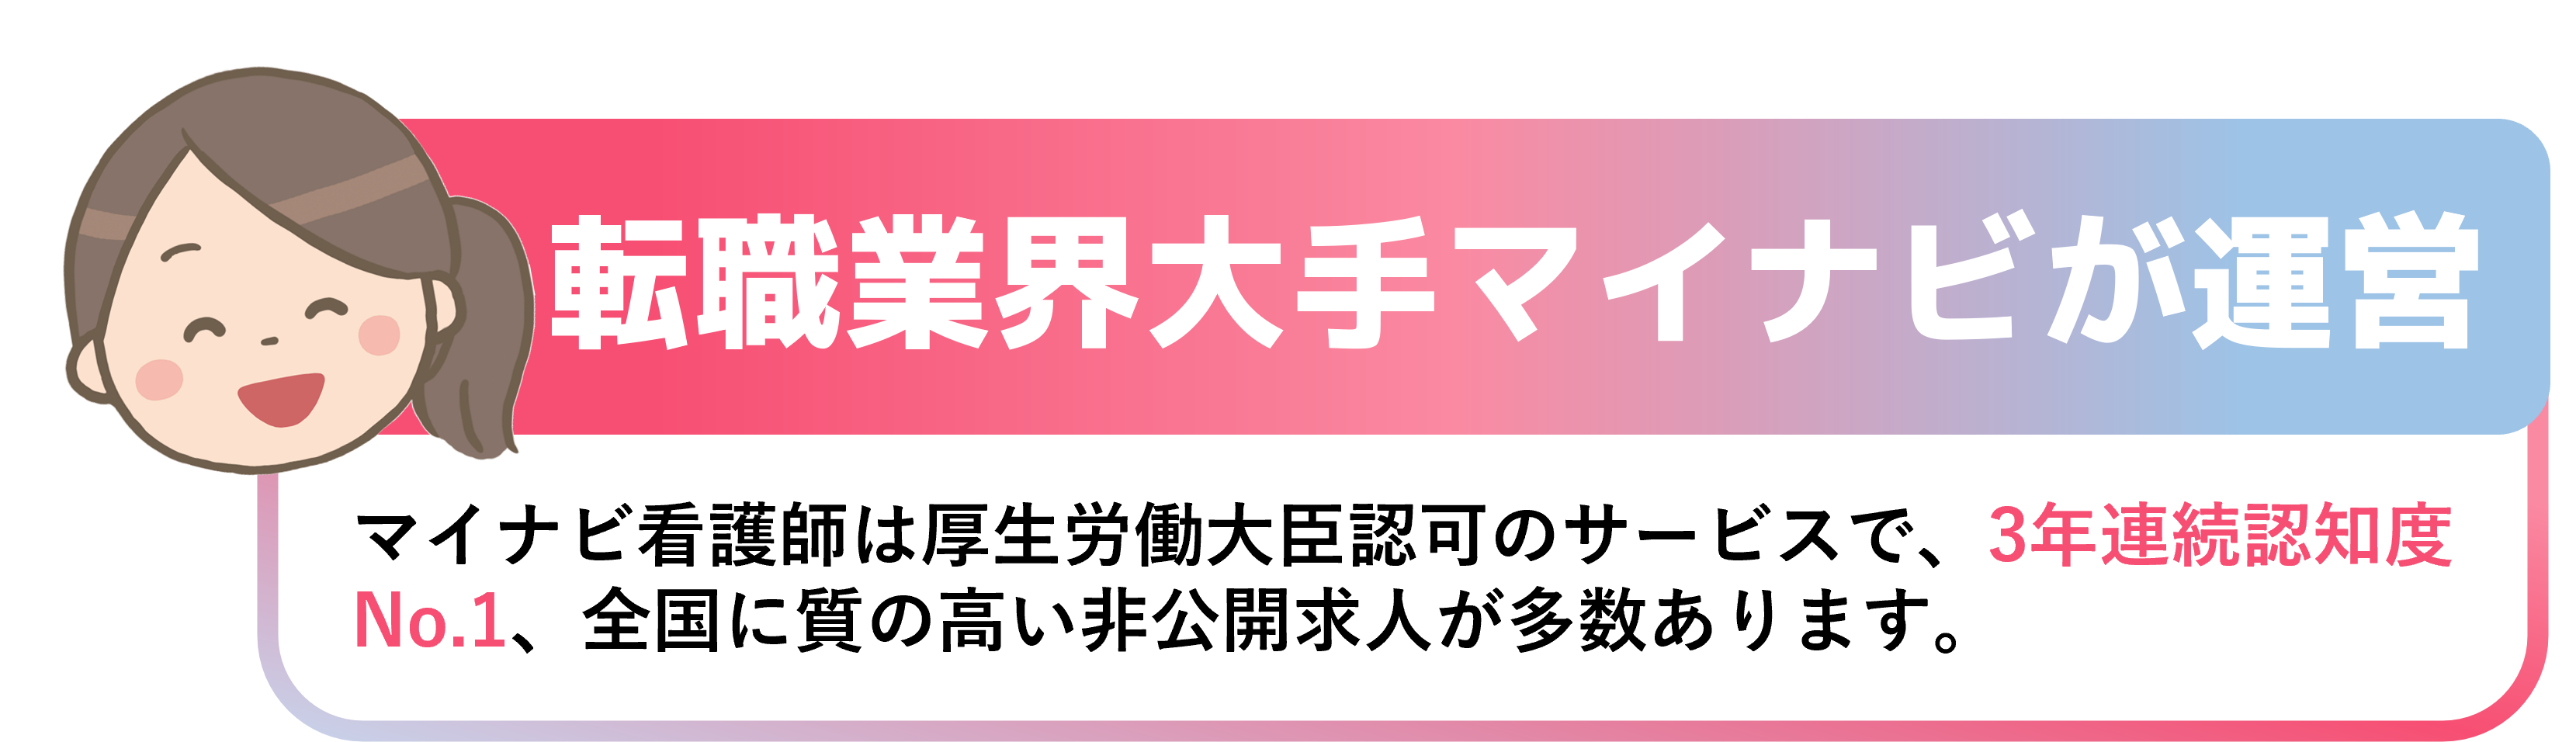 転職業界大手マイナビが運営
マイナビ看護師は厚生労働大臣認可のサービスで、3年連続認知度
No.1、全国に質の高い非公開求人が多数あります。